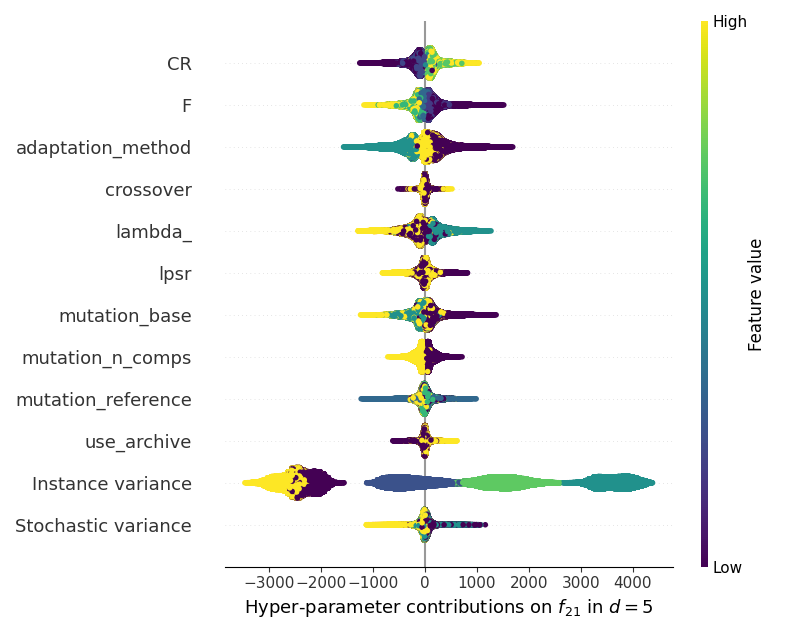 High
CR
F
adaptation_method
crossover
lambda_
lpsr
mutation_base
mutation_n_comps
mutation_reference
use_archive
Instance variance
Stochastic variance
Feature value
Low
−3000 −2000 −1000 0 1000 2000 3000 4000
Hyper-parameter contributions on f₂₁ in d = 5